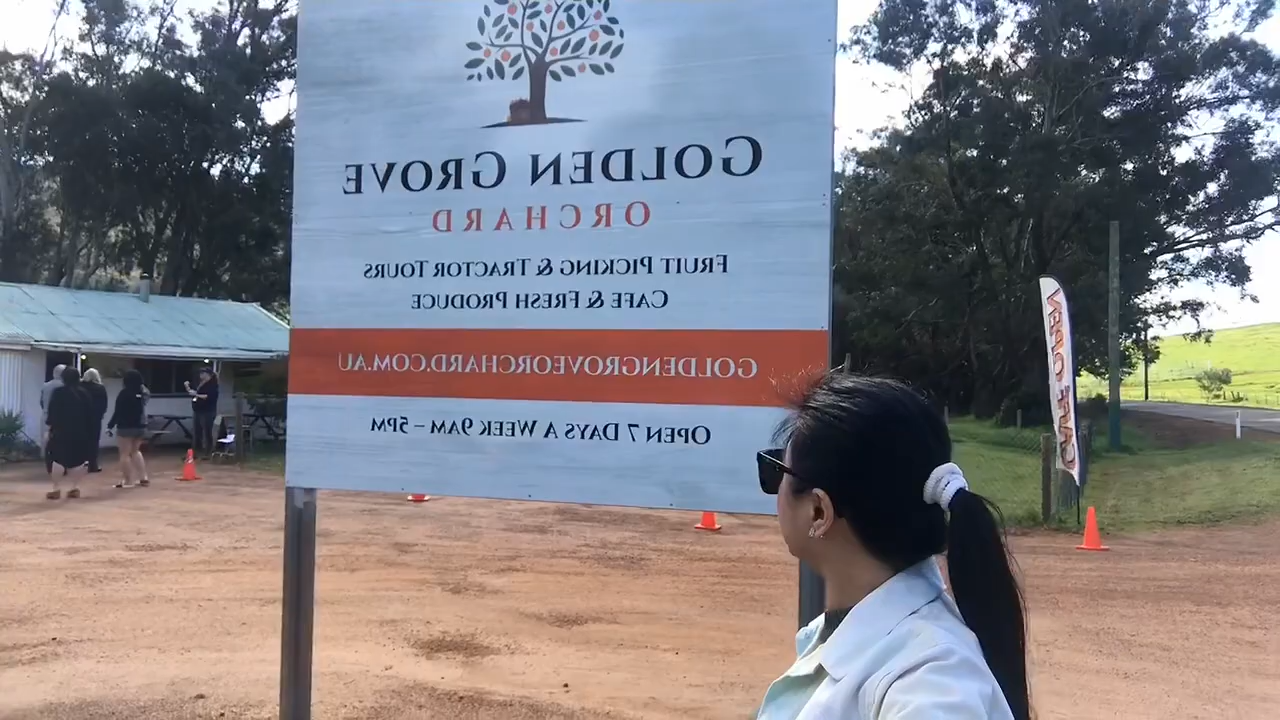 GOLDEN GROVE
ORCHARD
FRUIT PICKING & TRACTOR TOURS
CAFE & FRESH PRODUCE
GOLDENGROVEORCHARD.COM.AU
OPEN 7 DAYS A WEEK 9AM – 5PM
CAFE OPEN